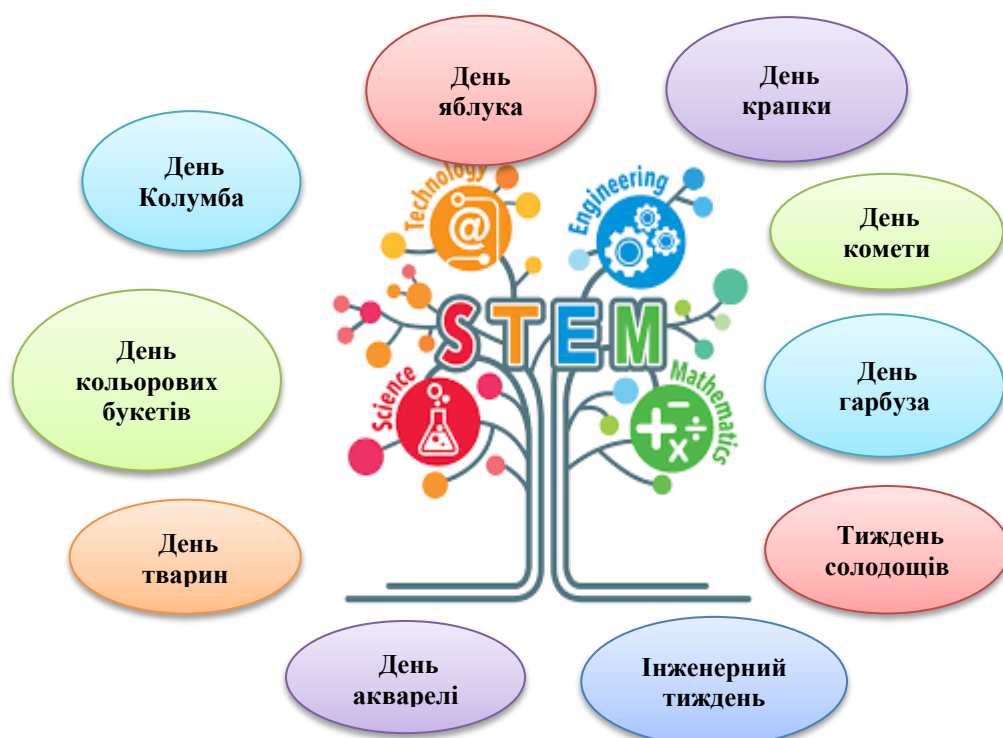 День
яблука
День
крапки
День
Колумба
Technology
Engineering
День
комети
День
кольорових
букетів
STEM
Science
Mathematics
День
гарбуза
День
тварин
Тиждень
солодощів
День
акварелі
Інженерний
тиждень